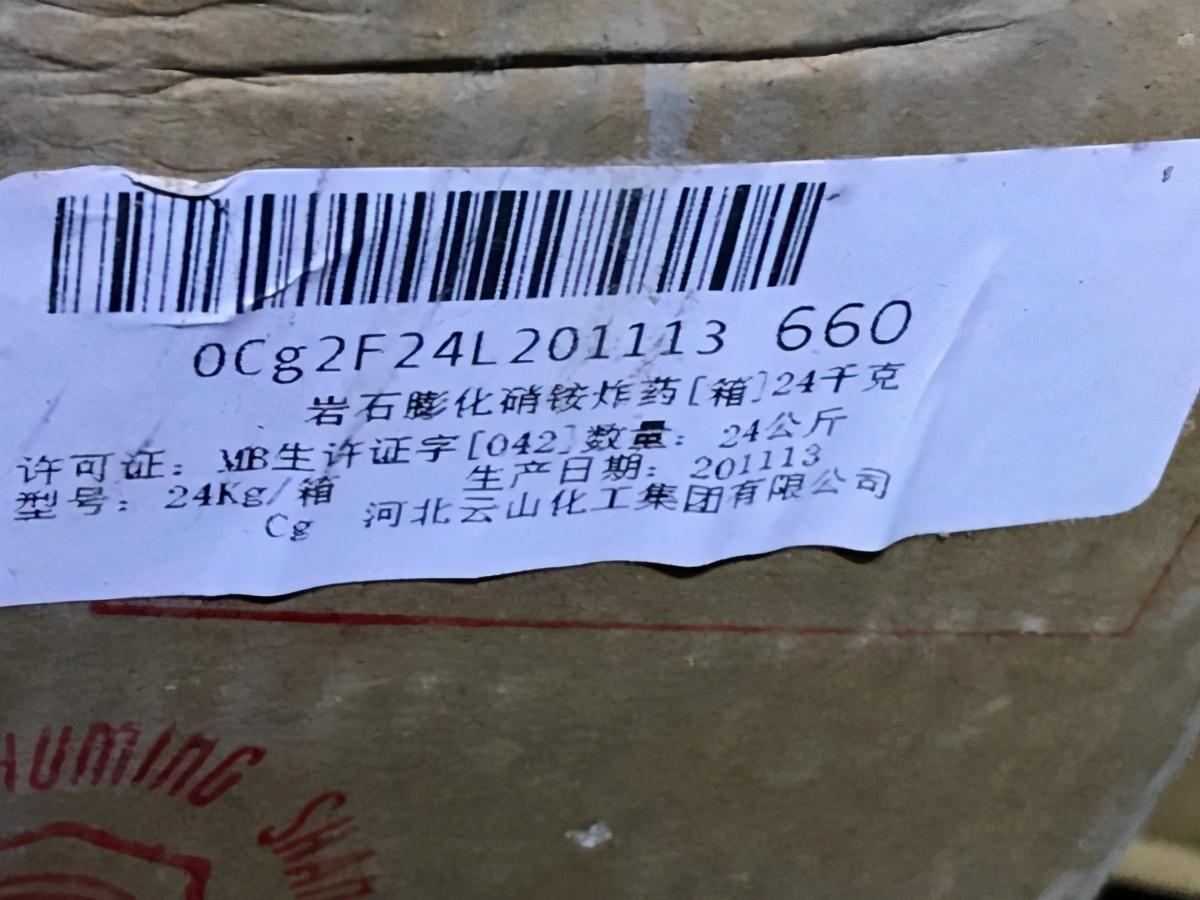 0Cg2F24L201113 660
岩石膨化硝铵炸药[箱]24千克
许可证：MB生许证字[042]数量：24公斤
型号：24Kg/箱 生产日期：201113
Cg 河北云山化工集团有限公司
HUMING SHAN